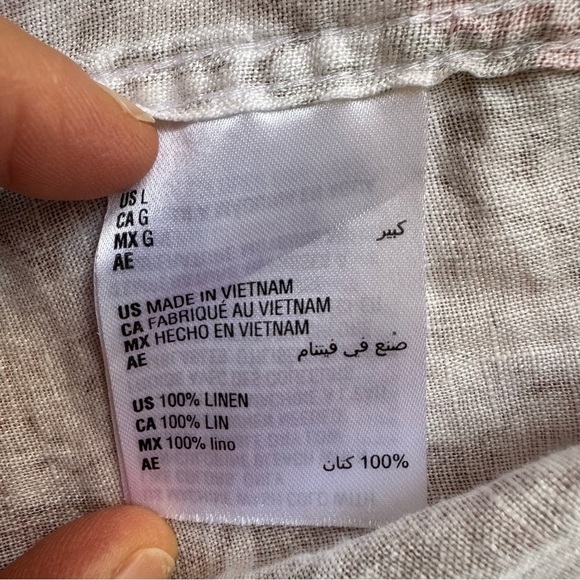 US L
CA G
MX G
AE كبير
US MADE IN VIETNAM
CA FABRIQUÉ AU VIETNAM
MX HECHO EN VIETNAM
AE صُنع في فيتنام
US 100% LINEN
CA 100% LIN
MX 100% lino
AE 100% كتان